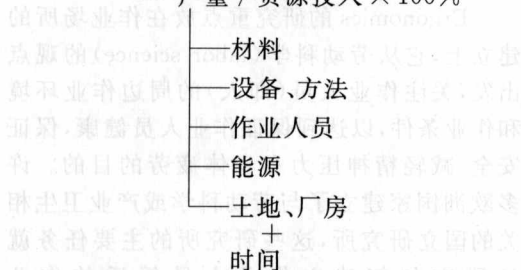 产量 / 资源投入 × 100%
材料
设备、方法
作业人员
能源
土地、厂房
+
时间